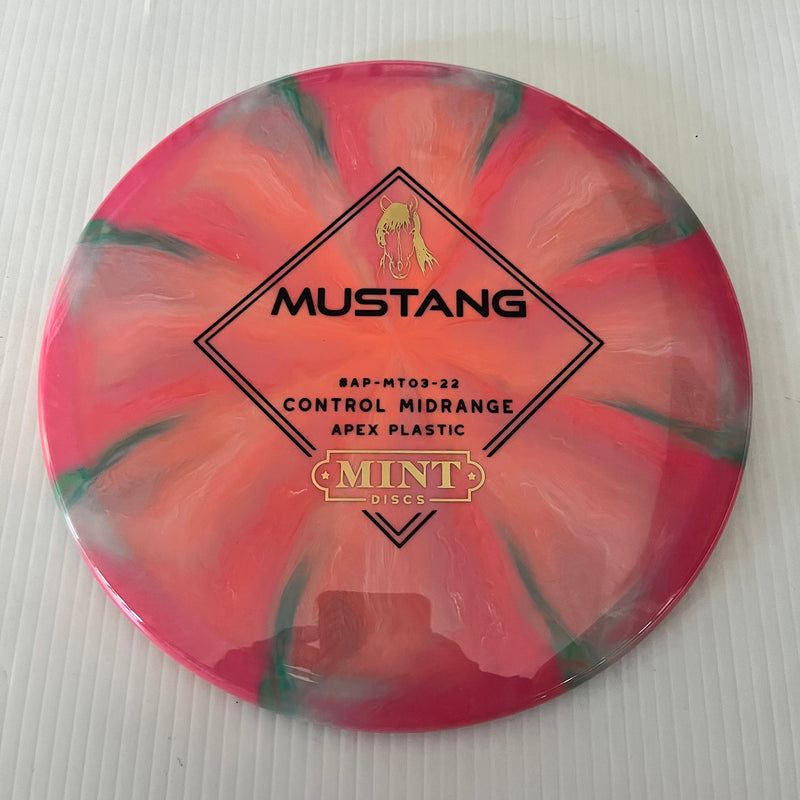 MUSTANG
#AP-MT03-22
CONTROL MIDRANGE
APEX PLASTIC
MINT
DISCS